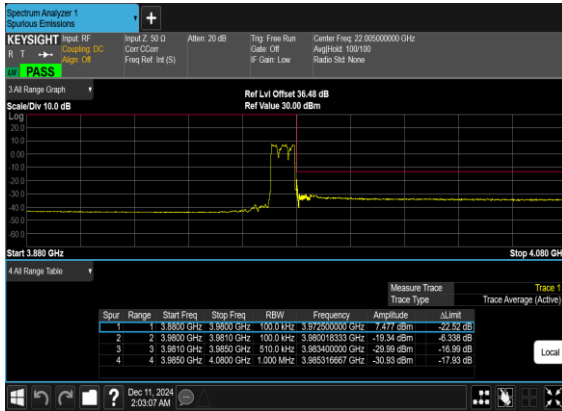 Spectrum Analyzer 1
Spurious Emissions
+
KEYSIGHT
R T
LXI
PASS
Input: RF
Coupling: DC
Align: Off
Input Z: 50 Ω
Corr CCorr
Freq Ref: Int (S)
Atten: 20 dB
Trig: Free Run
Gate: Off
IF Gain: Low
Center Freq: 22.005000000 GHz
Avg|Hold: 100/100
Radio Std: None
3 All Range Graph
Scale/Div 10.0 dB
Ref Lvl Offset 36.48 dB
Ref Value 30.00 dBm
Log
20.0
10.0
0.00
-10.0
-20.0
-30.0
-40.0
-50.0
-60.0
Start 3.880 GHz
Stop 4.080 GH
4 All Range Table
Measure Trace Trace 1
Trace Type Trace Average (Active)
Spur Range Start Freq Stop Freq RBW Frequency Amplitude ΔLimit
1 1 3.8800 GHz 3.9800 GHz 100.0 kHz 3.972500000 GHz 7.477 dBm -22.52 dB
2 2 3.9800 GHz 3.9810 GHz 100.0 kHz 3.980018333 GHz -19.34 dBm -6.338 dB
3 3 3.9810 GHz 3.9850 GHz 510.0 kHz 3.983400000 GHz -29.99 dBm -16.99 dB
4 4 3.9850 GHz 4.0800 GHz 1.000 MHz 3.985316667 GHz -30.93 dBm -17.93 dB
Local
?
Dec 11, 2024
2:03:07 AM